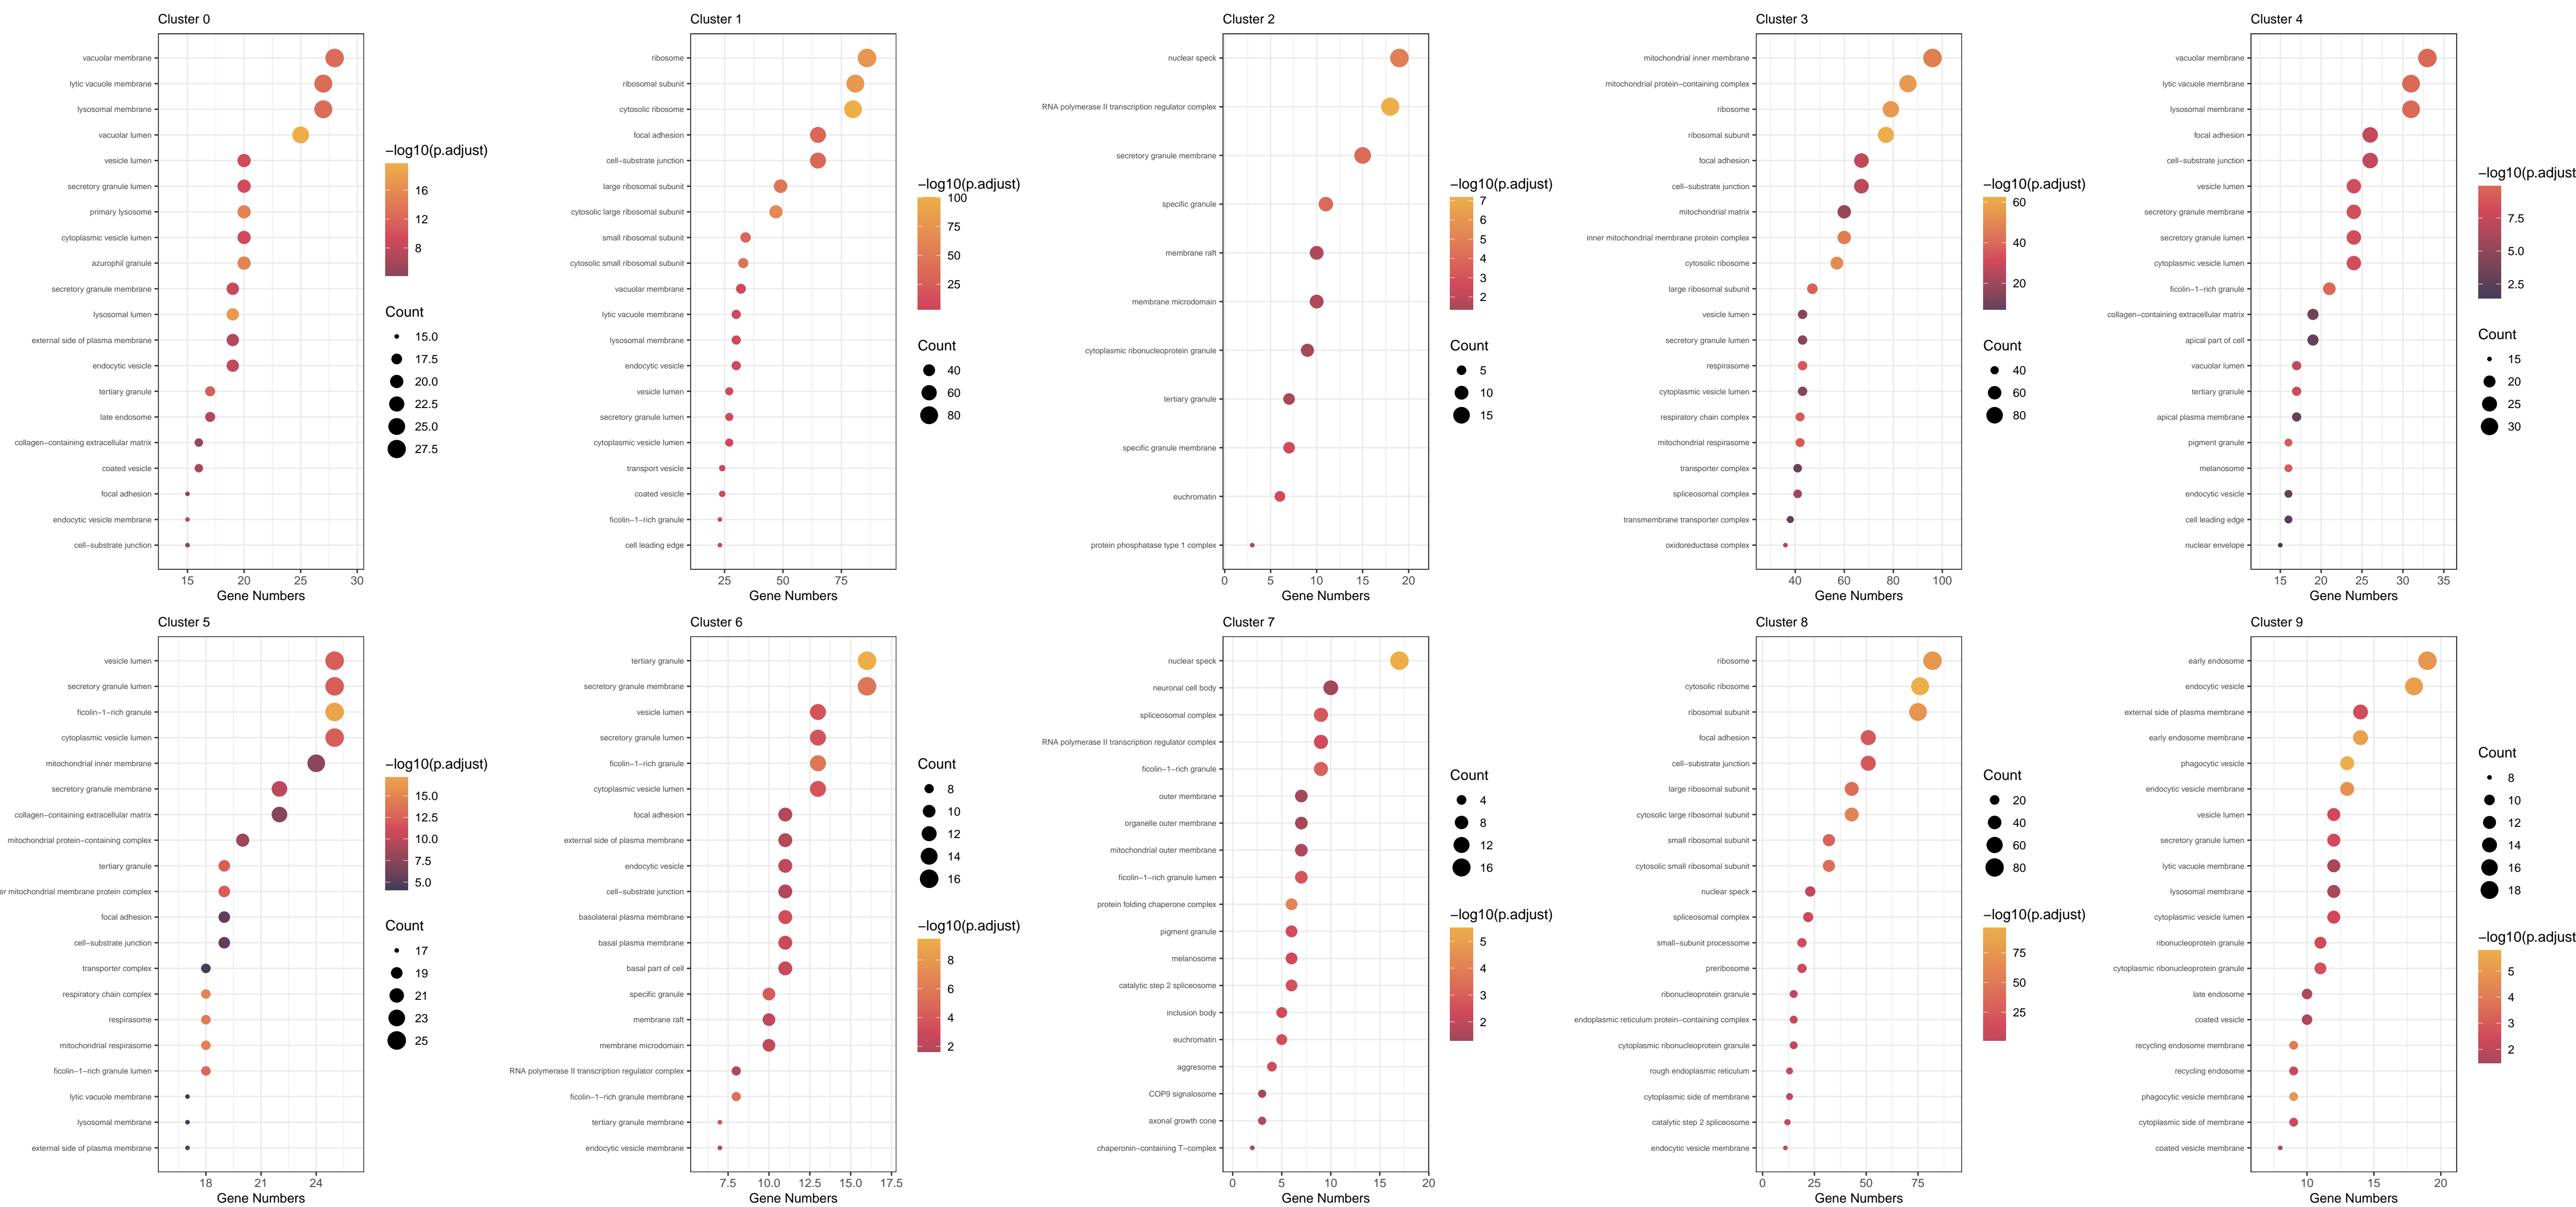 Cluster 0
vacuolar membrane
lytic vacuole membrane
lysosomal membrane
vacuolar lumen
vesicle lumen
secretory granule lumen
primary lysosome
cytoplasmic vesicle lumen
azurophil granule
secretory granule membrane
lysosomal lumen
external side of plasma membrane
endocytic vesicle
tertiary granule
late endosome
collagen−containing extracellular matrix
coated vesicle
focal adhesion
endocytic vesicle membrane
cell−substrate junction
15 20 25 30
Gene Numbers
−log10(p.adjust)
16
12
8
Count
15.0
17.5
20.0
22.5
25.0
27.5
Cluster 1
ribosome
ribosomal subunit
cytosolic ribosome
focal adhesion
cell−substrate junction
large ribosomal subunit
cytosolic large ribosomal subunit
small ribosomal subunit
cytosolic small ribosomal subunit
vacuolar membrane
lytic vacuole membrane
lysosomal membrane
endocytic vesicle
vesicle lumen
secretory granule lumen
cytoplasmic vesicle lumen
transport vesicle
coated vesicle
ficolin−1−rich granule
cell leading edge
25 50 75
Gene Numbers
−log10(p.adjust)
100
75
50
25
Count
40
60
80
Cluster 2
nuclear speck
RNA polymerase II transcription regulator complex
secretory granule membrane
specific granule
membrane raft
membrane microdomain
cytoplasmic ribonucleoprotein granule
tertiary granule
specific granule membrane
euchromatin
protein phosphatase type 1 complex
0 5 10 15 20
Gene Numbers
−log10(p.adjust)
7
6
5
4
3
2
Count
5
10
15
Cluster 3
mitochondrial inner membrane
mitochondrial protein−containing complex
ribosome
ribosomal subunit
focal adhesion
cell−substrate junction
mitochondrial matrix
inner mitochondrial membrane protein complex
cytosolic ribosome
large ribosomal subunit
vesicle lumen
secretory granule lumen
respirasome
cytoplasmic vesicle lumen
respiratory chain complex
mitochondrial respirasome
transporter complex
spliceosomal complex
transmembrane transporter complex
oxidoreductase complex
40 60 80 100
Gene Numbers
−log10(p.adjust)
60
40
20
Count
40
60
80
Cluster 4
vacuolar membrane
lytic vacuole membrane
lysosomal membrane
focal adhesion
cell−substrate junction
vesicle lumen
secretory granule membrane
secretory granule lumen
cytoplasmic vesicle lumen
ficolin−1−rich granule
collagen−containing extracellular matrix
apical part of cell
vacuolar lumen
tertiary granule
apical plasma membrane
pigment granule
melanosome
endocytic vesicle
cell leading edge
nuclear envelope
15 20 25 30 35
Gene Numbers
−log10(p.adjust
7.5
5.0
2.5
Count
15
20
25
30
Cluster 5
vesicle lumen
secretory granule lumen
ficolin−1−rich granule
cytoplasmic vesicle lumen
mitochondrial inner membrane
secretory granule membrane
collagen−containing extracellular matrix
mitochondrial protein−containing complex
tertiary granule
er mitochondrial membrane protein complex
focal adhesion
cell−substrate junction
transporter complex
respiratory chain complex
respirasome
mitochondrial respirasome
ficolin−1−rich granule lumen
lytic vacuole membrane
lysosomal membrane
external side of plasma membrane
18 21 24
Gene Numbers
−log10(p.adjust)
15.0
12.5
10.0
7.5
5.0
Count
17
19
21
23
25
Cluster 6
tertiary granule
secretory granule membrane
vesicle lumen
secretory granule lumen
ficolin−1−rich granule
cytoplasmic vesicle lumen
focal adhesion
external side of plasma membrane
endocytic vesicle
cell−substrate junction
basolateral plasma membrane
basal plasma membrane
basal part of cell
specific granule
membrane raft
membrane microdomain
RNA polymerase II transcription regulator complex
ficolin−1−rich granule membrane
tertiary granule membrane
endocytic vesicle membrane
7.5 10.0 12.5 15.0 17.5
Gene Numbers
Count
8
10
12
14
16
−log10(p.adjust)
8
6
4
2
Cluster 7
nuclear speck
neuronal cell body
spliceosomal complex
RNA polymerase II transcription regulator complex
ficolin−1−rich granule
outer membrane
organelle outer membrane
mitochondrial outer membrane
ficolin−1−rich granule lumen
protein folding chaperone complex
pigment granule
melanosome
catalytic step 2 spliceosome
inclusion body
euchromatin
aggresome
COP9 signalosome
axonal growth cone
chaperonin−containing T−complex
0 5 10 15 20
Gene Numbers
Count
4
8
12
16
−log10(p.adjust)
5
4
3
2
Cluster 8
ribosome
cytosolic ribosome
ribosomal subunit
focal adhesion
cell−substrate junction
large ribosomal subunit
cytosolic large ribosomal subunit
small ribosomal subunit
cytosolic small ribosomal subunit
nuclear speck
spliceosomal complex
small−subunit processome
preribosome
ribonucleoprotein granule
endoplasmic reticulum protein−containing complex
cytoplasmic ribonucleoprotein granule
rough endoplasmic reticulum
cytoplasmic side of membrane
catalytic step 2 spliceosome
endocytic vesicle membrane
0 25 50 75
Gene Numbers
Count
20
40
60
80
−log10(p.adjust)
75
50
25
Cluster 9
early endosome
endocytic vesicle
external side of plasma membrane
early endosome membrane
phagocytic vesicle
endocytic vesicle membrane
vesicle lumen
secretory granule lumen
lytic vacuole membrane
lysosomal membrane
cytoplasmic vesicle lumen
ribonucleoprotein granule
cytoplasmic ribonucleoprotein granule
late endosome
coated vesicle
recycling endosome membrane
recycling endosome
phagocytic vesicle membrane
cytoplasmic side of membrane
coated vesicle membrane
10 15 20
Gene Numbers
Count
8
10
12
14
16
18
−log10(p.adjust
5
4
3
2